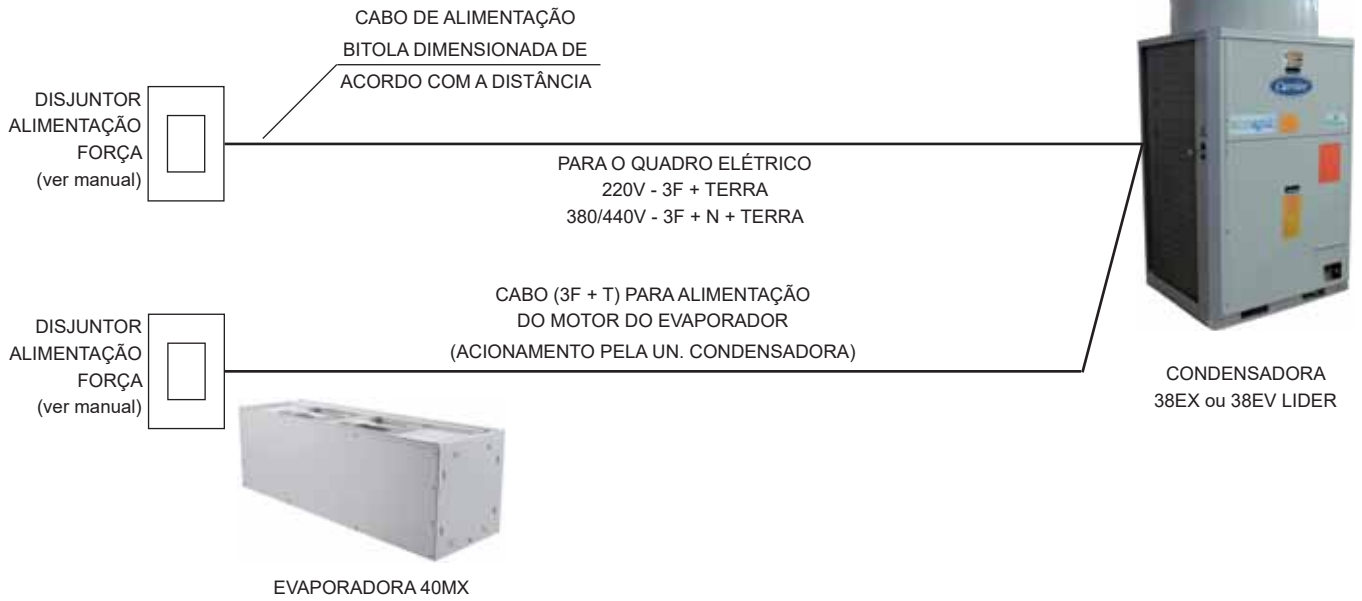 CABO DE ALIMENTAÇÃO
BITOLA DIMENSIONADA DE
ACORDO COM A DISTÂNCIA
DISJUNTOR
ALIMENTAÇÃO
FORÇA
(ver manual)
PARA O QUADRO ELÉTRICO
220V - 3F + TERRA
380/440V - 3F + N + TERRA
Carrier
CABO (3F + T) PARA ALIMENTAÇÃO
DO MOTOR DO EVAPORADOR
(ACIONAMENTO PELA UN. CONDENSADORA)
DISJUNTOR
ALIMENTAÇÃO
FORÇA
(ver manual)
CONDENSADORA
38EX ou 38EV LIDER
EVAPORADORA 40MX